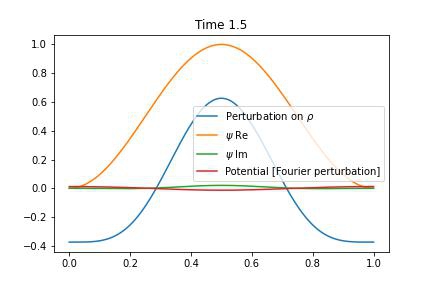 Time 1.5
1.0
0.8
0.6
0.4
0.2
0.0
−0.2
−0.4
Perturbation on ρ
ψ Re
ψ Im
Potential [Fourier perturbation]
0.0 0.2 0.4 0.6 0.8 1.0